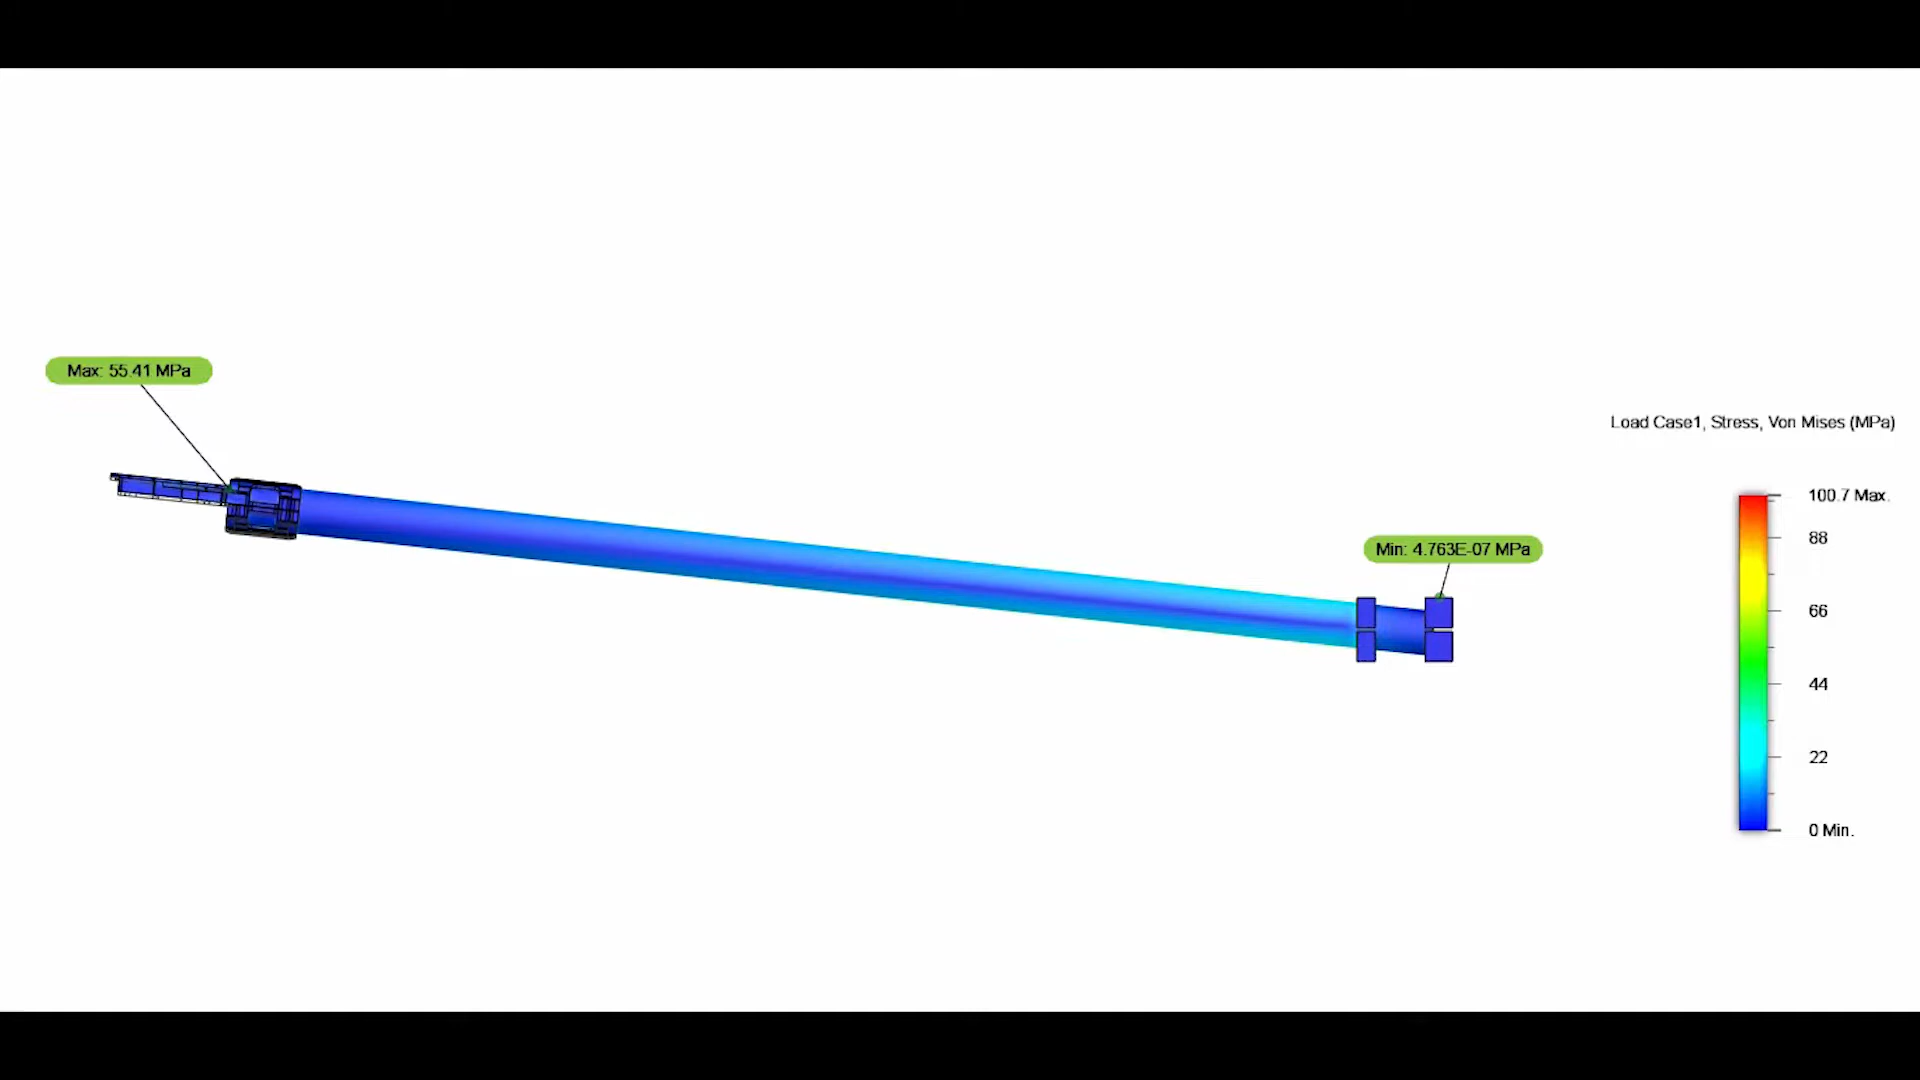 Max: 55.41 MPa
Load Case1, Stress, Von Mises (MPa)
100.7 Max.
88
Min: 4.763E-07 MPa
66
44
22
0 Min.